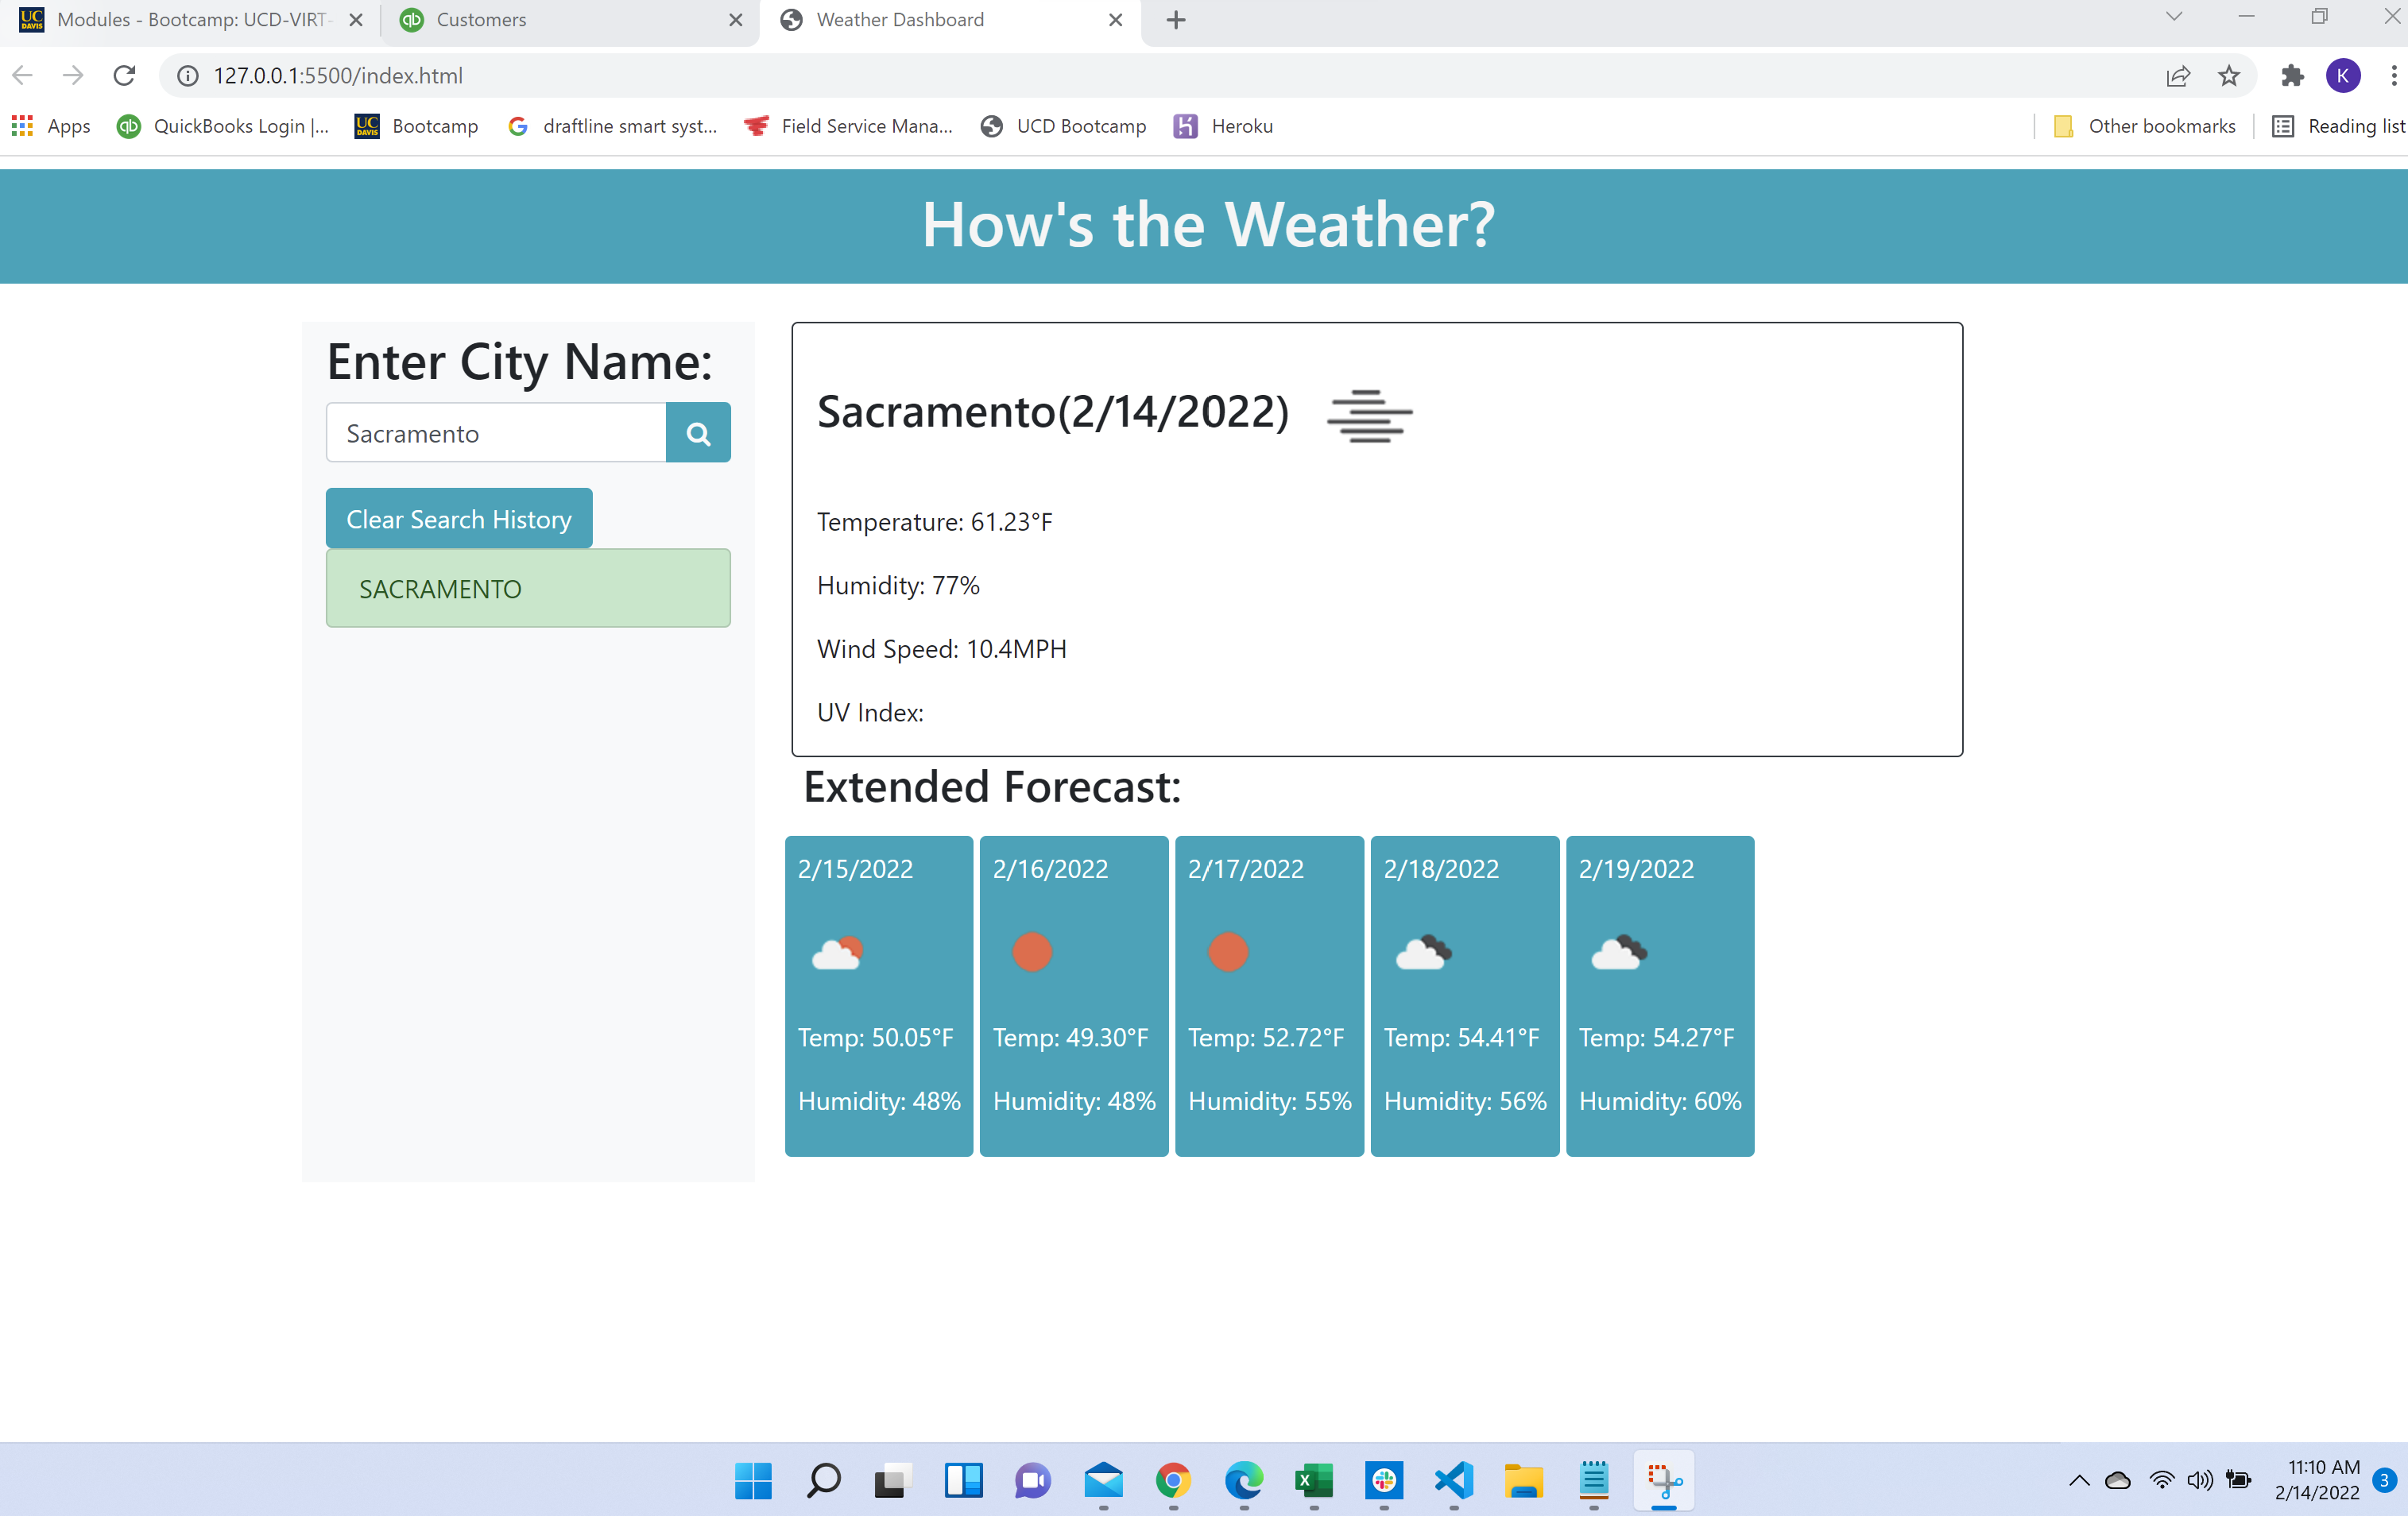 Modules - Bootcamp: UCD-VIRT-
Customers
Weather Dashboard
127.0.0.1:5500/index.html
K
Apps
QuickBooks Login |...
Bootcamp
draftline smart syst...
Field Service Mana...
UCD Bootcamp
Heroku
Other bookmarks
Reading list
How's the Weather?
Enter City Name:
Sacramento
Clear Search History
SACRAMENTO
Sacramento(2/14/2022)
Temperature: 61.23°F
Humidity: 77%
Wind Speed: 10.4MPH
UV Index:
Extended Forecast:
2/15/2022
Temp: 50.05°F
Humidity: 48%
2/16/2022
Temp: 49.30°F
Humidity: 48%
2/17/2022
Temp: 52.72°F
Humidity: 55%
2/18/2022
Temp: 54.41°F
Humidity: 56%
2/19/2022
Temp: 54.27°F
Humidity: 60%
11:10 AM
2/14/2022
3